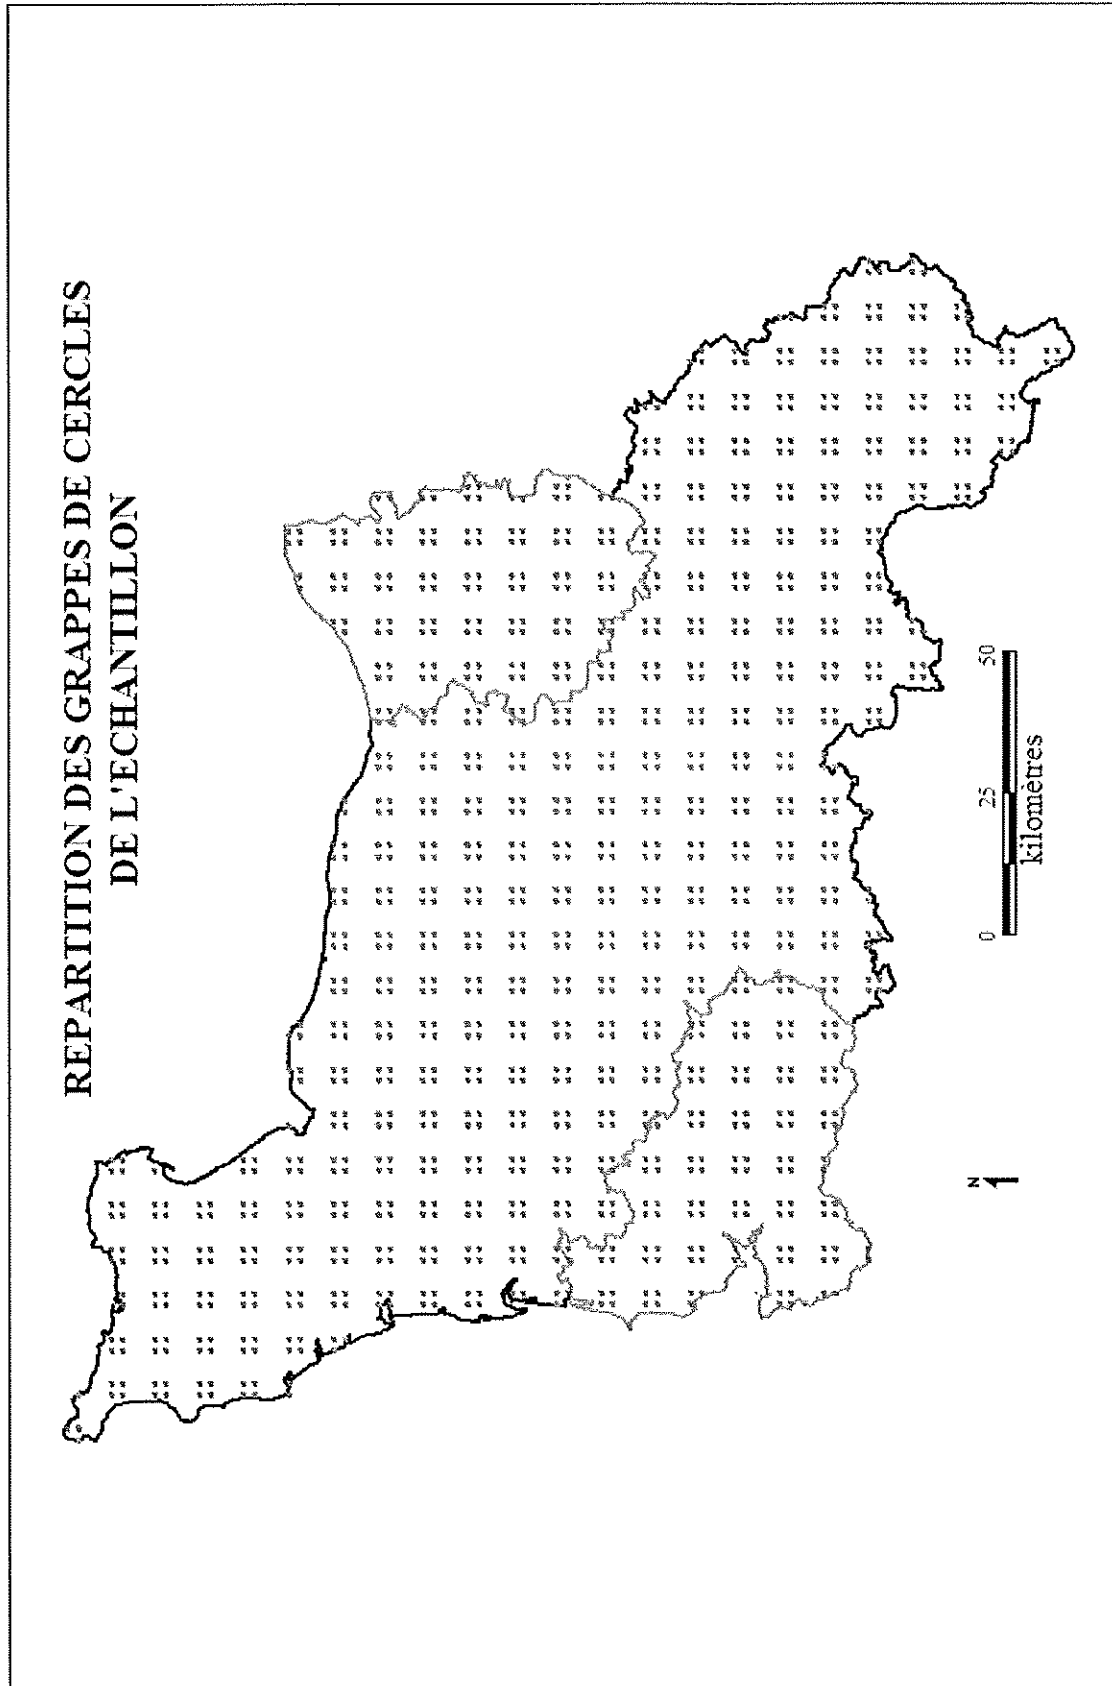 REPARTITION DES GRAPPES DE CERCLES
DE L'ECHANTILLON
N
0 25 50
kilomètres